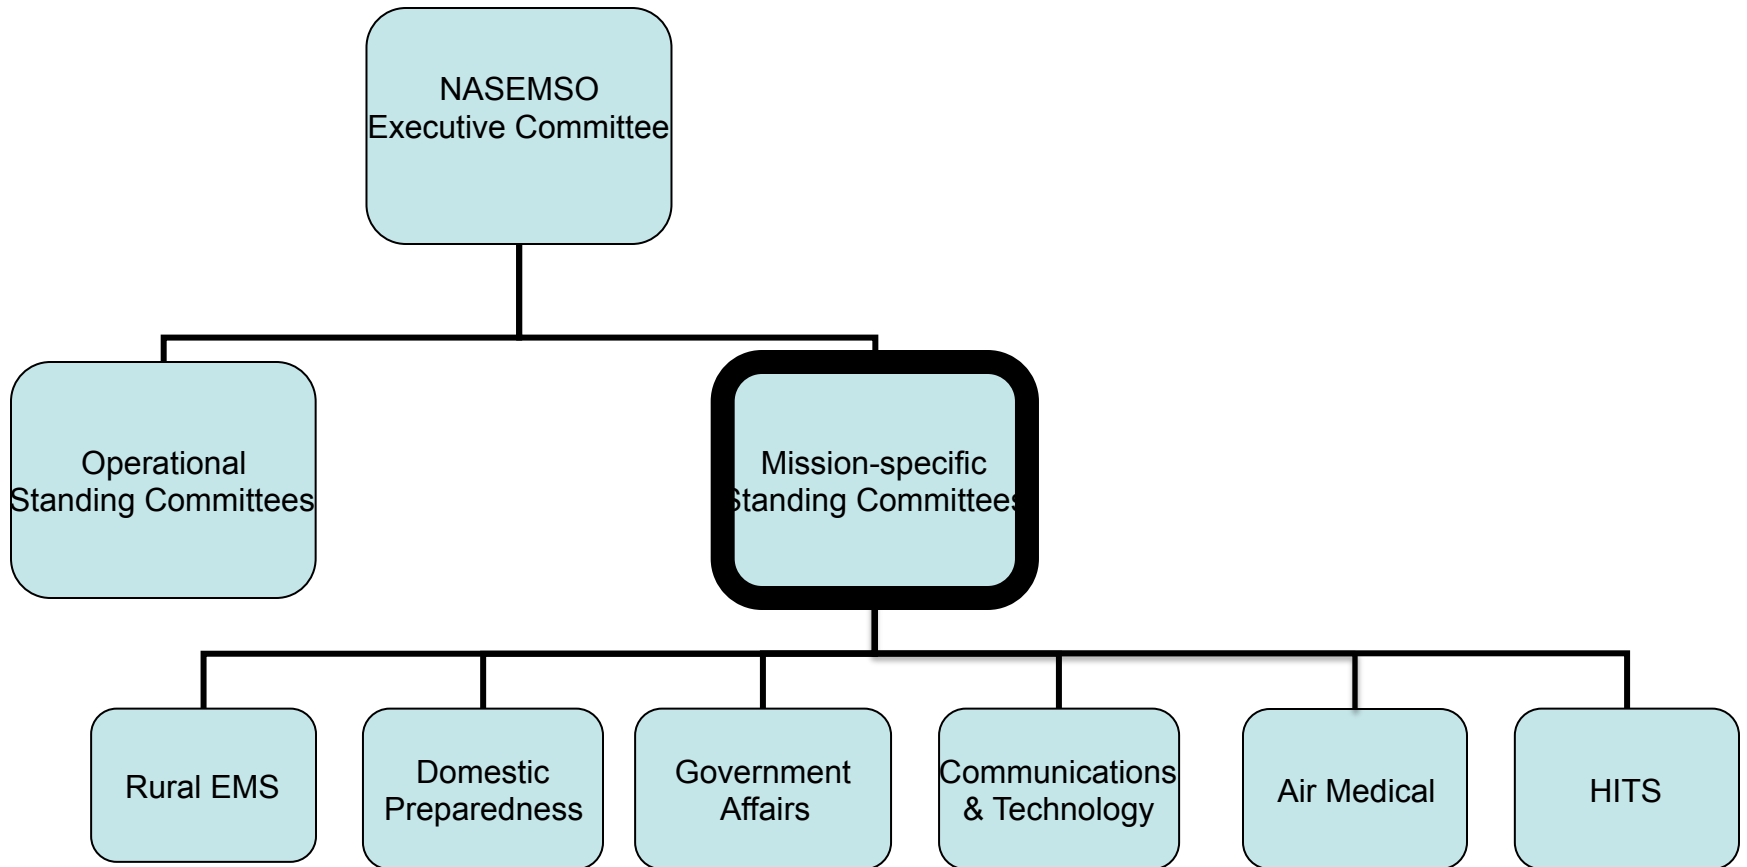 NASEMSO
Executive Committee
Operational
Standing Committees
Mission-specific
Standing Committees
Rural EMS
Domestic
Preparedness
Government
Affairs
Communications
& Technology
Air Medical
HITS